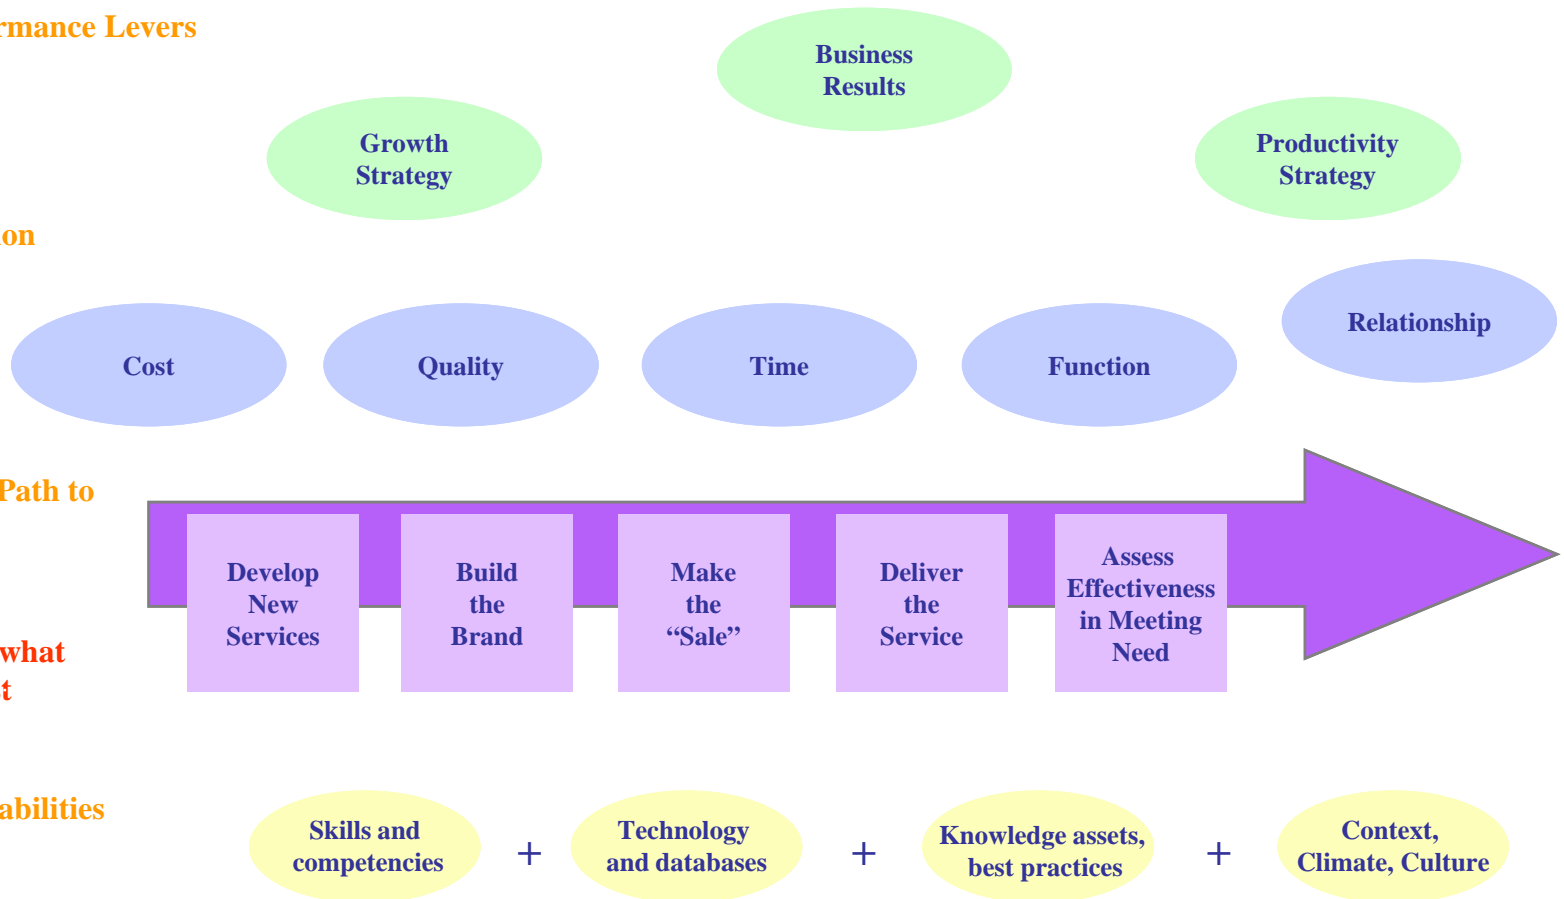 rmance Levers
Business
Results
Growth
Strategy
Productivity
Strategy
on
Relationship
Cost
Quality
Time
Function
Path to
Develop
New
Services
Build
the
Brand
Make
the
“Sale”
Deliver
the
Service
Assess
Effectiveness
in Meeting
Need
what
t
abilities
Skills and
competencies
+
Technology
and databases
+
Knowledge assets,
best practices
+
Context,
Climate, Culture